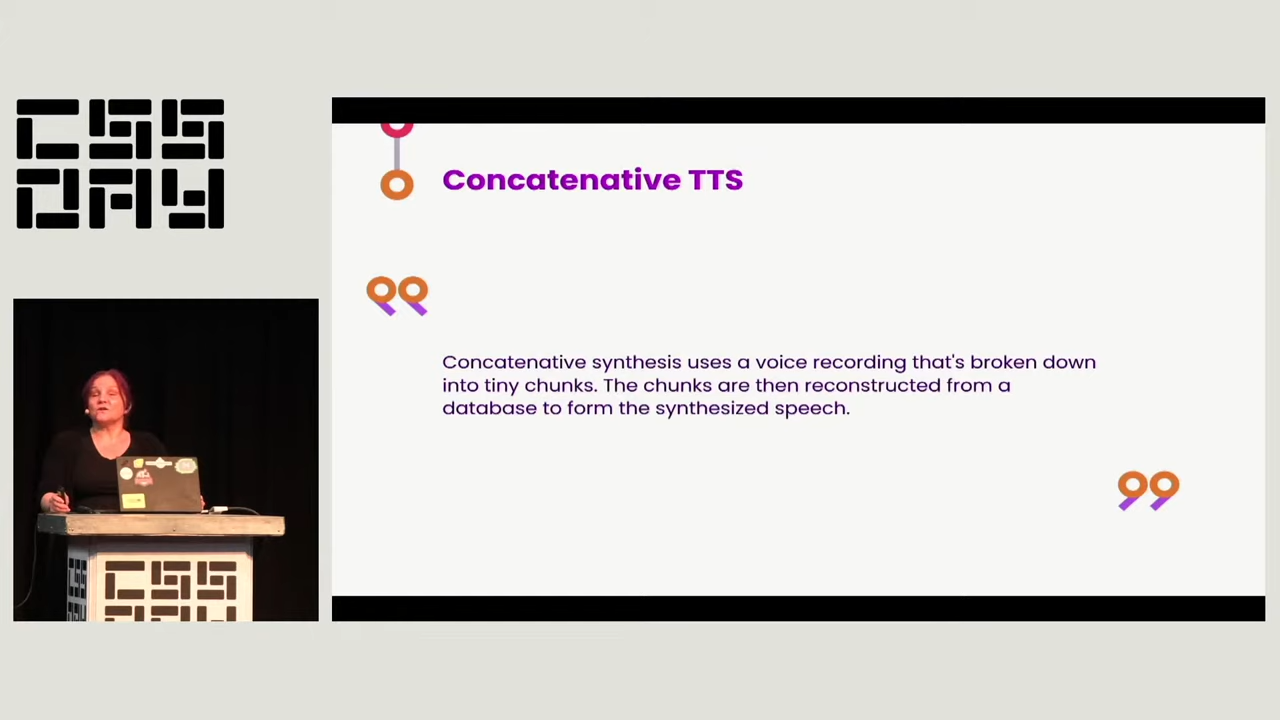 CSS
DAY
Concatenative TTS
Concatenative synthesis uses a voice recording that's broken down
into tiny chunks. The chunks are then reconstructed from a
database to form the synthesized speech.
CSS